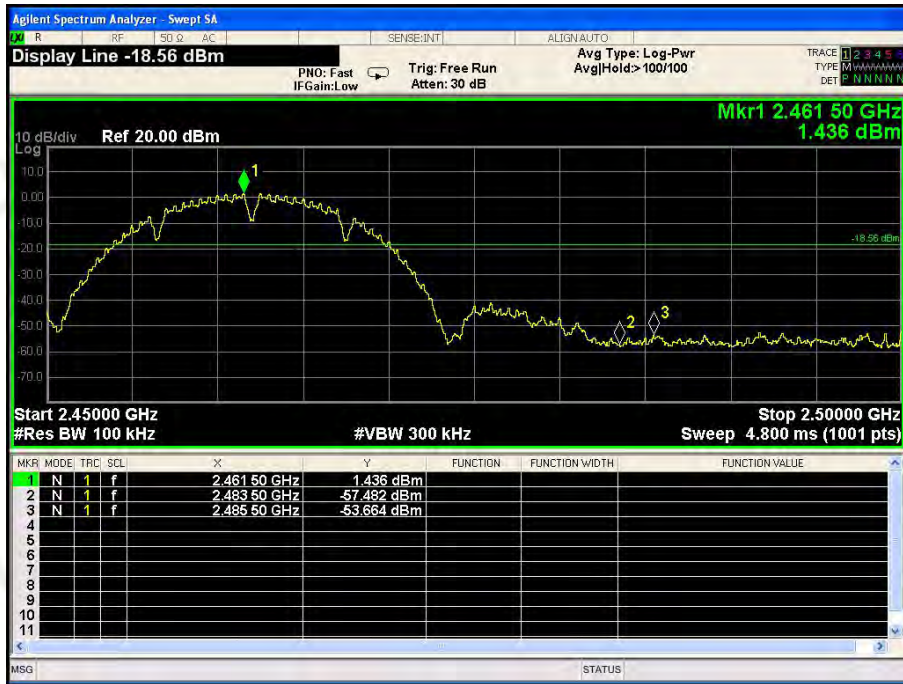 Agilent Spectrum Analyzer - Swept SA
LXI R RF 50 Ω AC SENSE:INT ALIGNAUTO
Display Line -18.56 dBm
PNO: Fast Trig: Free Run Avg Type: Log-Pwr TRACE 1 2 3 4 5 6
IFGain:Low Atten: 30 dB Avg|Hold:> 100/100 TYPE M
DET P N N N N N
Mkr1 2.461 50 GHz
10 dB/div Ref 20.00 dBm 1.436 dBm
Log
10.0
0.00
-10.0
-20.0
-30.0
-40.0
-50.0
-60.0
-70.0
1
-18.56 dBm
2
3
Start 2.45000 GHz Stop 2.50000 GHz
#Res BW 100 kHz #VBW 300 kHz Sweep 4.800 ms (1001 pts)
MKR MODE TRC SCL X Y FUNCTION FUNCTION WIDTH FUNCTION VALUE
1 N 1 f 2.461 50 GHz 1.436 dBm
2 N 1 f 2.483 50 GHz -57.482 dBm
3 N 1 f 2.485 50 GHz -53.664 dBm
4
5
6
7
8
9
10
11
MSG STATUS